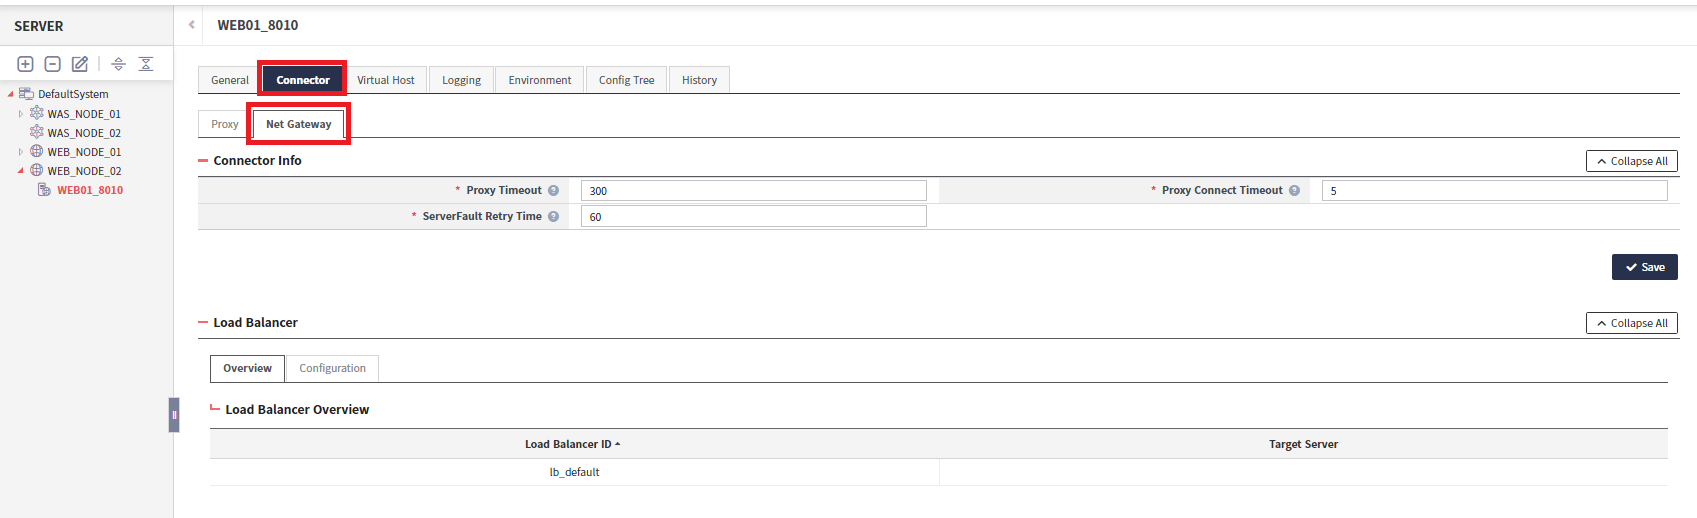 SERVER
WEB01_8010
General Connector Virtual Host Logging Environment Config Tree History
DefaultSystem
WAS_NODE_01
WAS_NODE_02
WEB_NODE_01
WEB_NODE_02
WEB01_8010
Proxy Net Gateway
Connector Info
Collapse All
* Proxy Timeout ? 300
* Proxy Connect Timeout ? 5
* ServerFault Retry Time ? 60
Save
Load Balancer
Collapse All
Overview Configuration
Load Balancer Overview
Load Balancer ID Target Server
lb_default